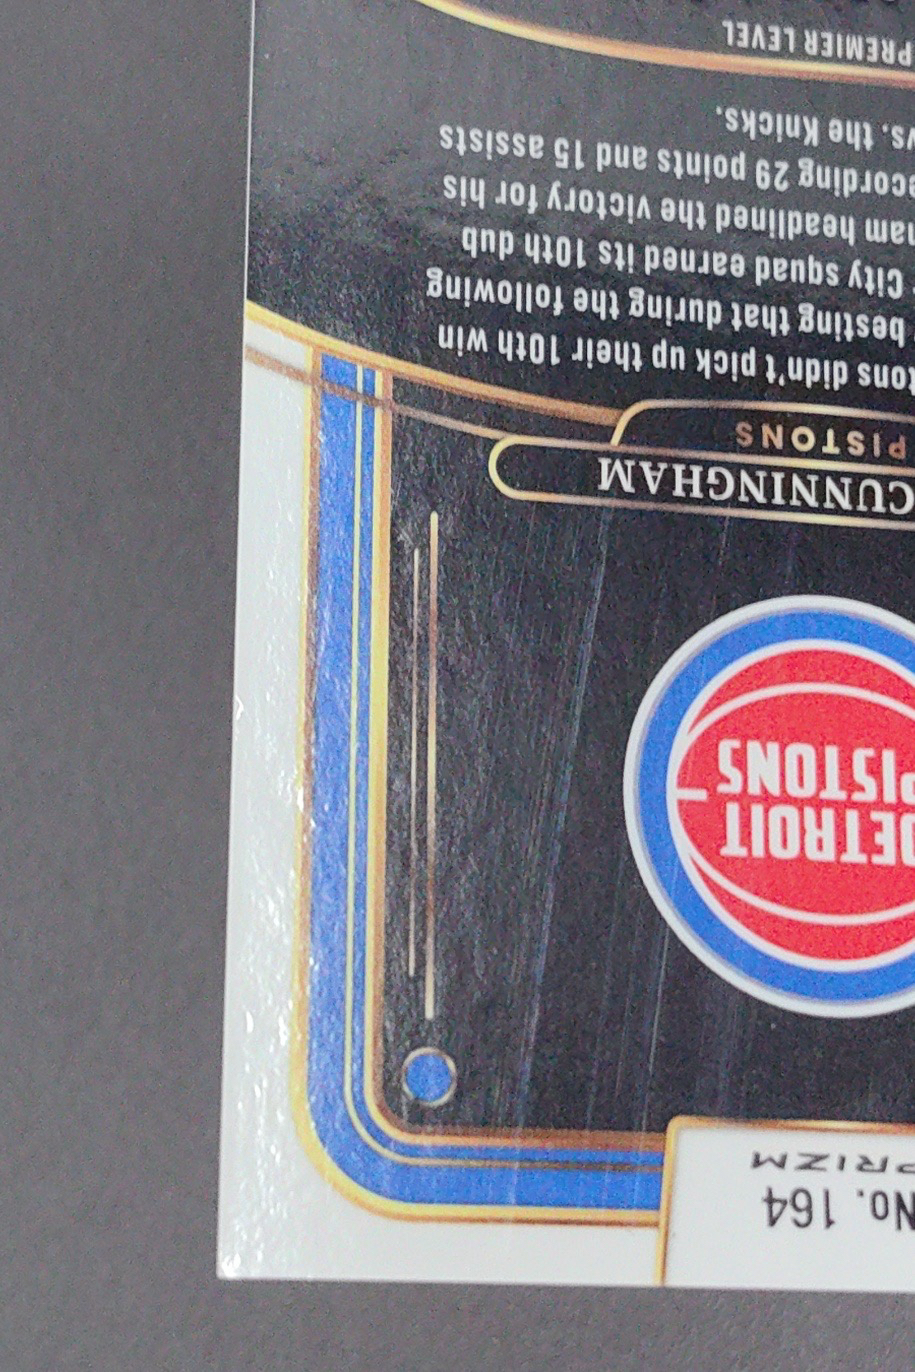 No. 164
PRIZM
DETROIT
PISTONS
CUNNINGHAM
PISTONS
tons didn't pick up their 10th win
besting that during the following
City squad earned its 10th dub
ham headlined the victory for his
ecording 29 points and 15 assists
vs. the Knicks.
PREMIER LEVEL